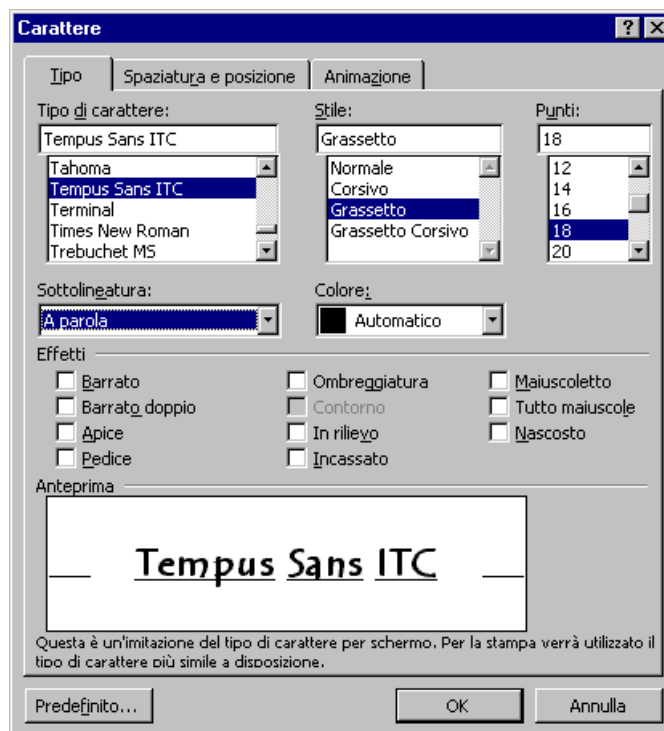 Carattere
Tipo Spaziatura e posizione Animazione
Tipo di carattere: Stile: Punti:
Tempus Sans ITC Grassetto 18
Tahoma Normale 12
Tempus Sans ITC Corsivo 14
Terminal Grassetto 16
Times New Roman Grassetto Corsivo 18
Trebuchet MS 20
Sottolineatura: Colore:
A parola Automatico
Effetti
Barrato Ombreggiatura Maiuscoletto
Barrato doppio Contorno Tutto maiuscole
Apice In rilievo Nascosto
Pedice Incassato
Anteprima
Tempus Sans ITC
Questa è un'imitazione del tipo di carattere per schermo. Per la stampa verrà utilizzato il
tipo di carattere più simile a disposizione.
Predefinito... OK Annulla